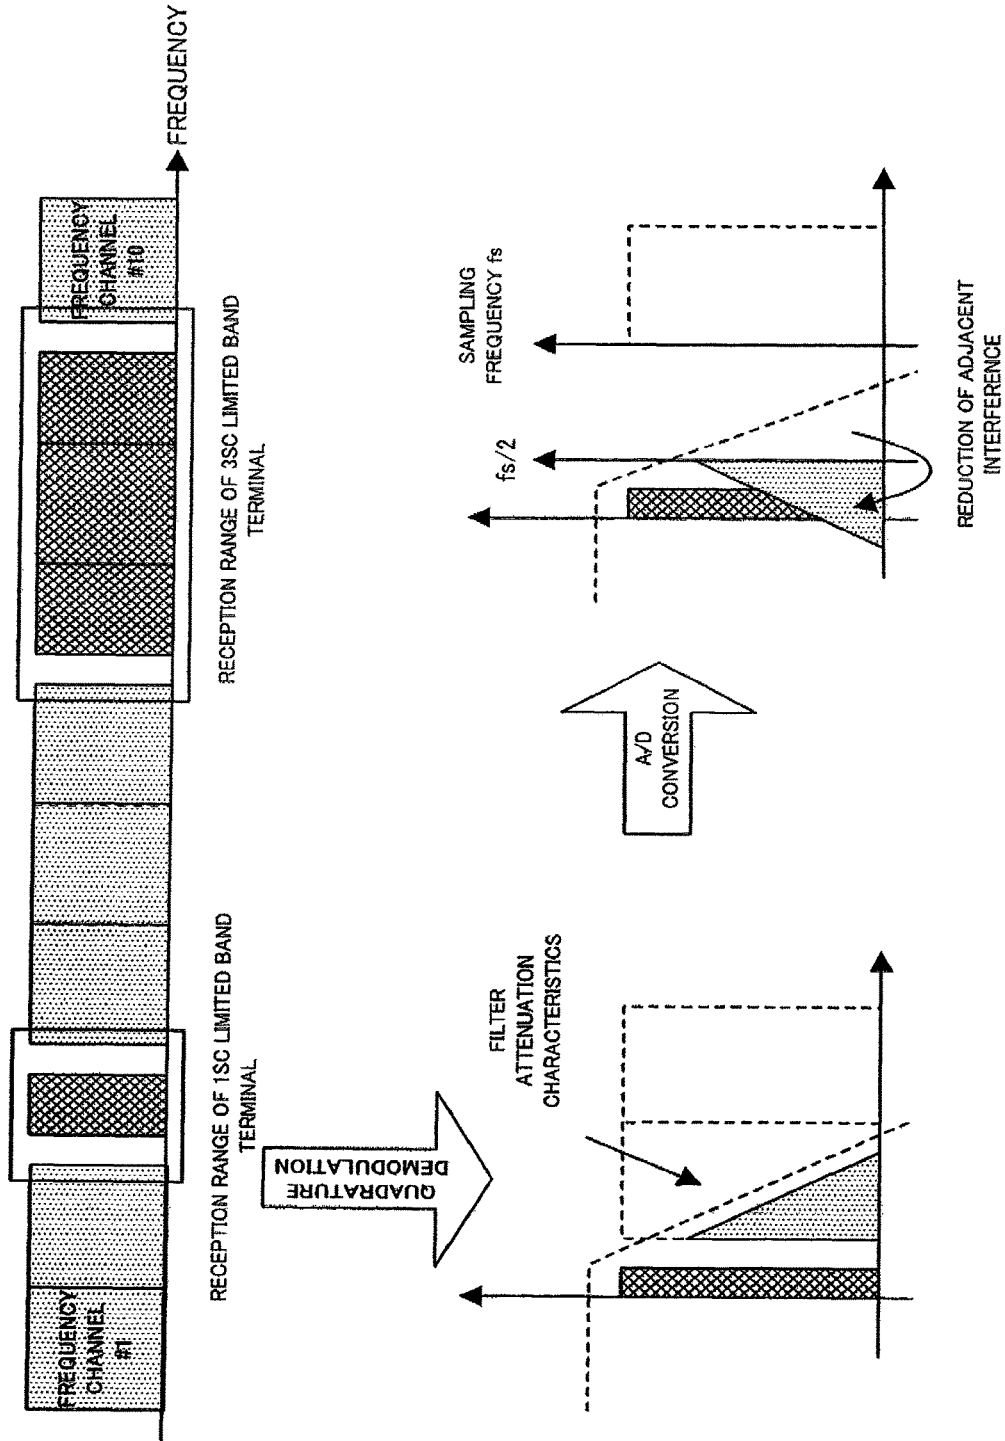 FREQUENCY
CHANNEL
#1
FREQUENCY
CHANNEL
#10
FREQUENCY
RECEPTION RANGE OF 1SC LIMITED BAND
TERMINAL
RECEPTION RANGE OF 3SC LIMITED BAND
TERMINAL
QUADRATURE
DEMODULATION
FILTER
ATTENUATION
CHARACTERISTICS
A/D
CONVERSION
fs/2
SAMPLING
FREQUENCY fs
REDUCTION OF ADJACENT
INTERFERENCE